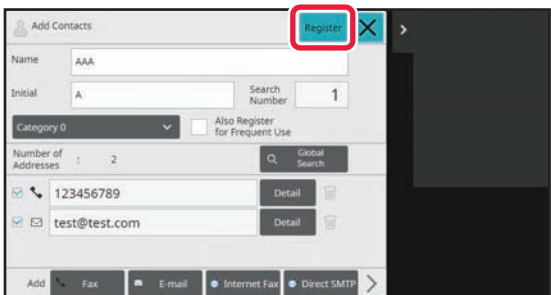 Add Contacts Register
Name AAA
Initial A Search Number 1
Category 0 Also Register for Frequent Use
Number of Addresses : 2 Global Search
123456789 Detail
test@test.com Detail
Add Fax E-mail Internet Fax Direct SMTP